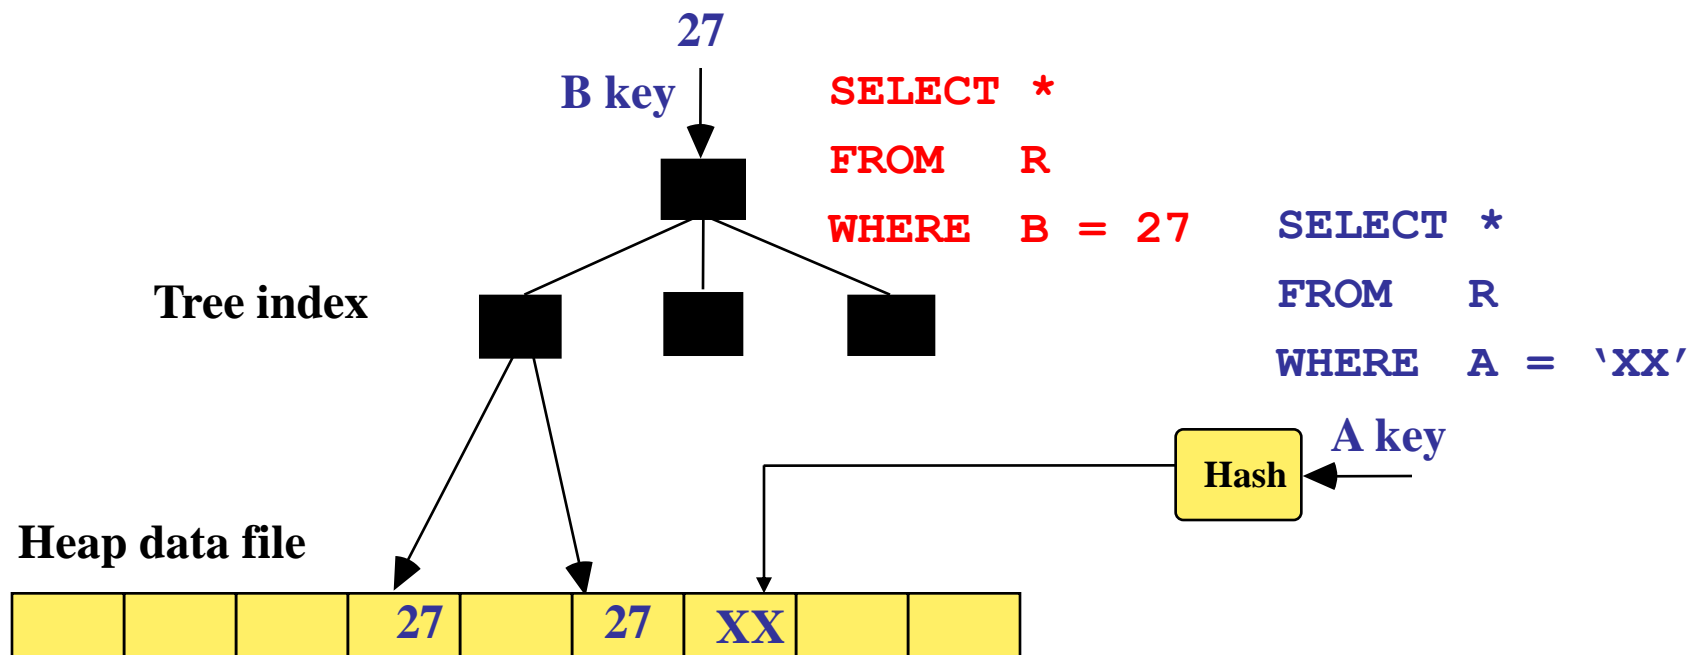 27
B key
SELECT *
FROM R
WHERE B = 27
SELECT *
FROM R
WHERE A = ‘XX’
Tree index
A key
Hash
Heap data file
27 27 XX